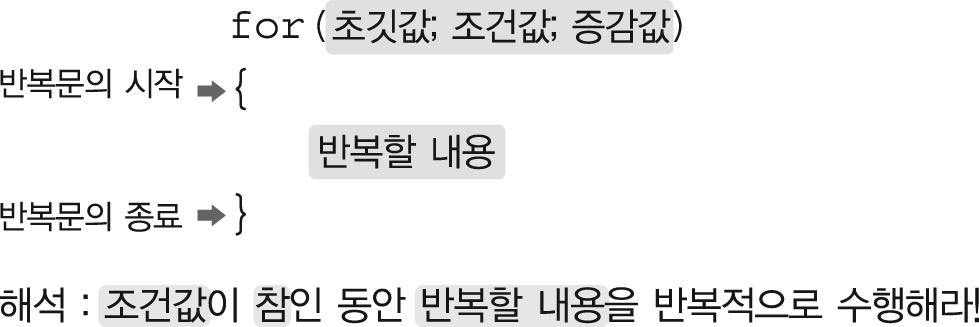 for (초깃값; 조건값; 증감값)
반복문의 시작 ➡ {
반복할 내용
반복문의 종료 ➡ }
해석 : 조건값이 참인 동안 반복할 내용을 반복적으로 수행해라!